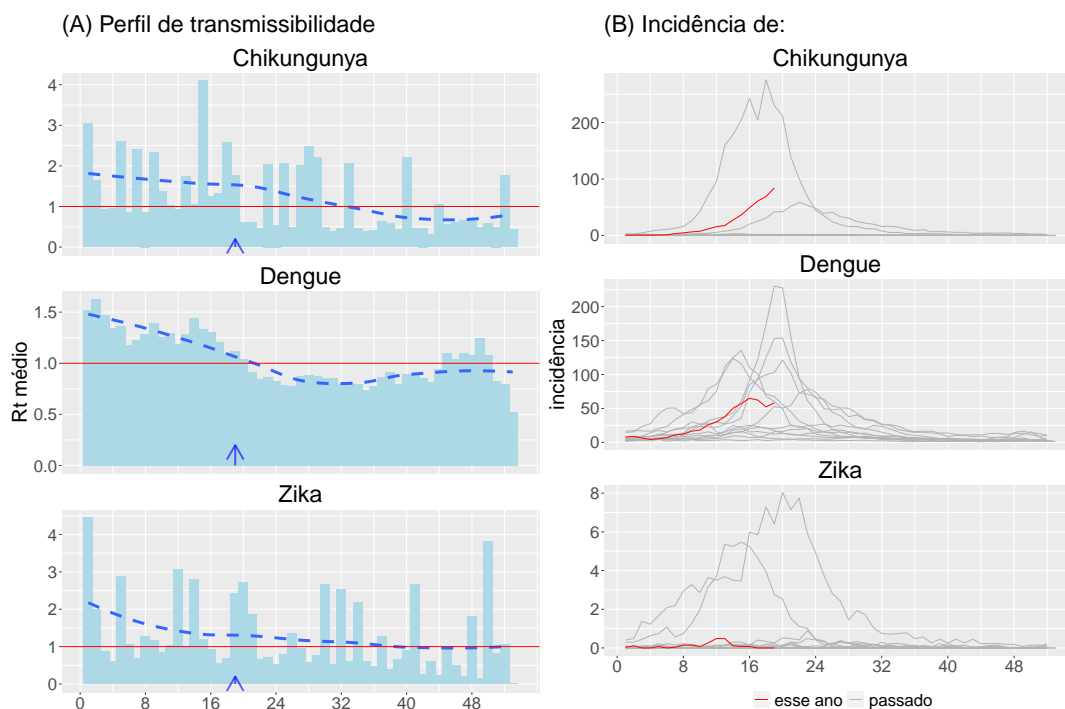 (A) Perfil de transmissibilidade
Chikungunya
4
3
2
1
0
Dengue
1.5
1.0
0.5
0.0
Rt médio
Zika
4
3
2
1
0
0 8 16 24 32 40 48
(B) Incidência de:
Chikungunya
200
100
0
Dengue
200
150
100
50
0
incidência
Zika
8
6
4
2
0
0 8 16 24 32 40 48
esse ano passado